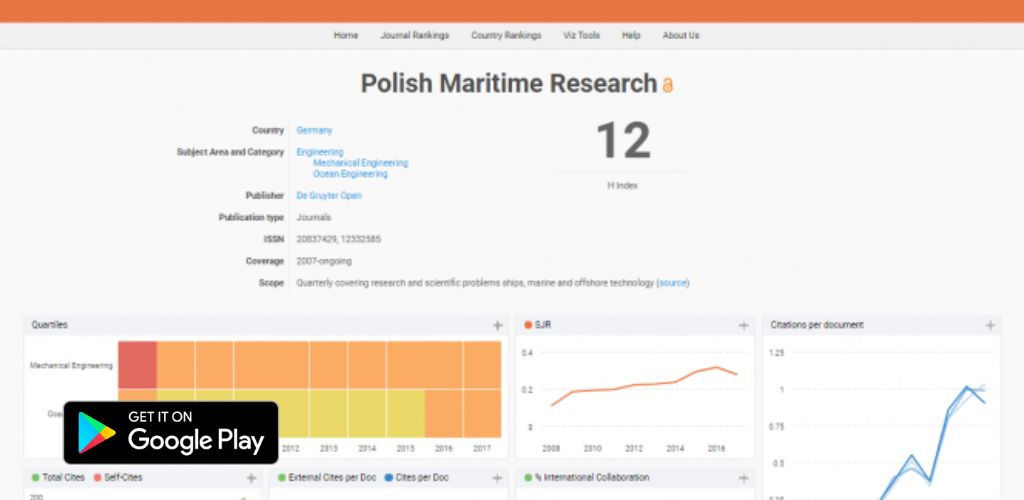 Home Journal Rankings Country Rankings Viz Tools Help About Us
Polish Maritime Research
Country Germany
Subject Area and Category Engineering
Mechanical Engineering
Ocean Engineering
Publisher De Gruyter Open
Publication type Journals
ISSN 20837429, 12332585
Coverage 2007-ongoing
Scope Quarterly covering research and scientific problems ships, marine and offshore technology (source)
12
H Index
Quartiles
Mechanical Engineering
2012 2013 2014 2015 2016 2017
SJR
0.4
0.2
0
2008 2010 2012 2014 2016
Citations per document
1.25
1
0.75
0.5
0.25
GET IT ON
Google Play
Total Cites Self-Cites
200
External Cites per Doc Cites per Doc
% International Collaboration